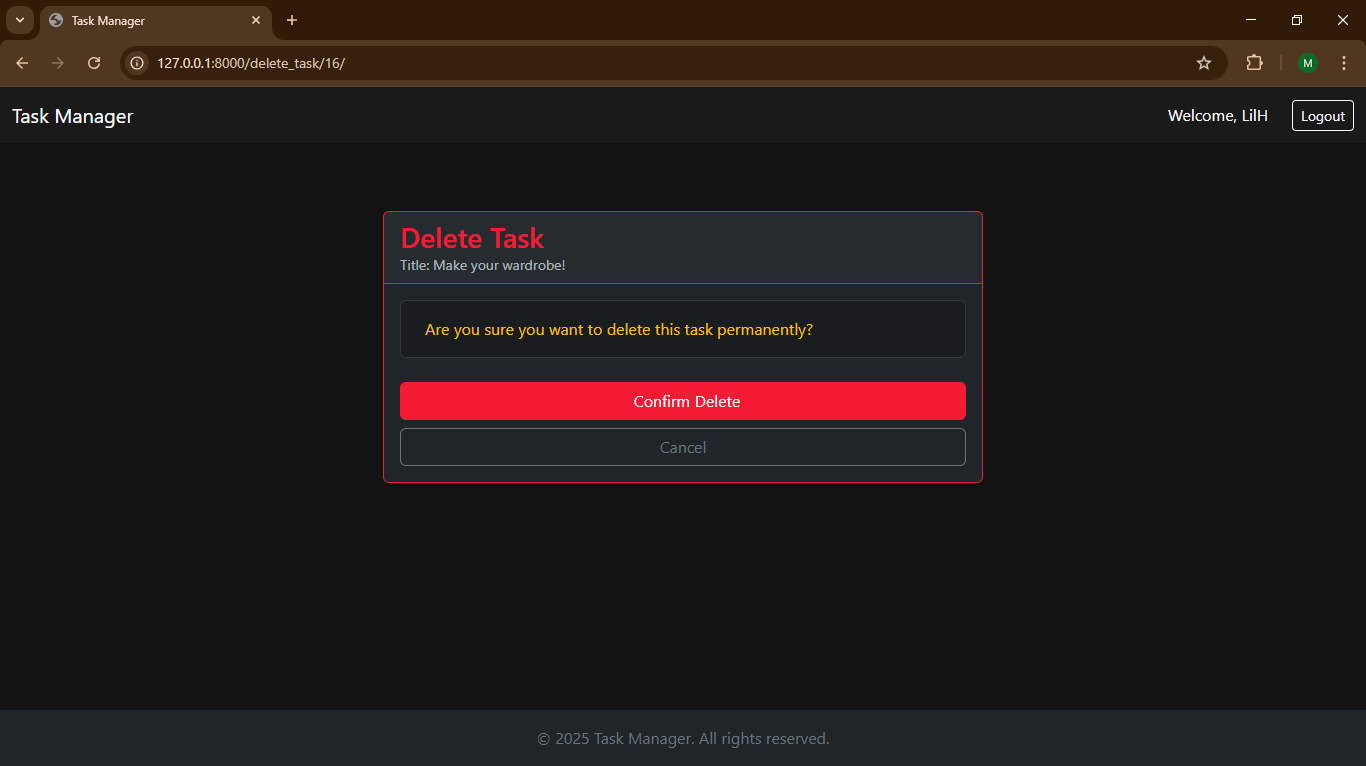 Task Manager
127.0.0.1:8000/delete_task/16/
M
Task Manager
Welcome, LilH
Logout
Delete Task
Title: Make your wardrobe!
Are you sure you want to delete this task permanently?
Confirm Delete
Cancel
© 2025 Task Manager. All rights reserved.